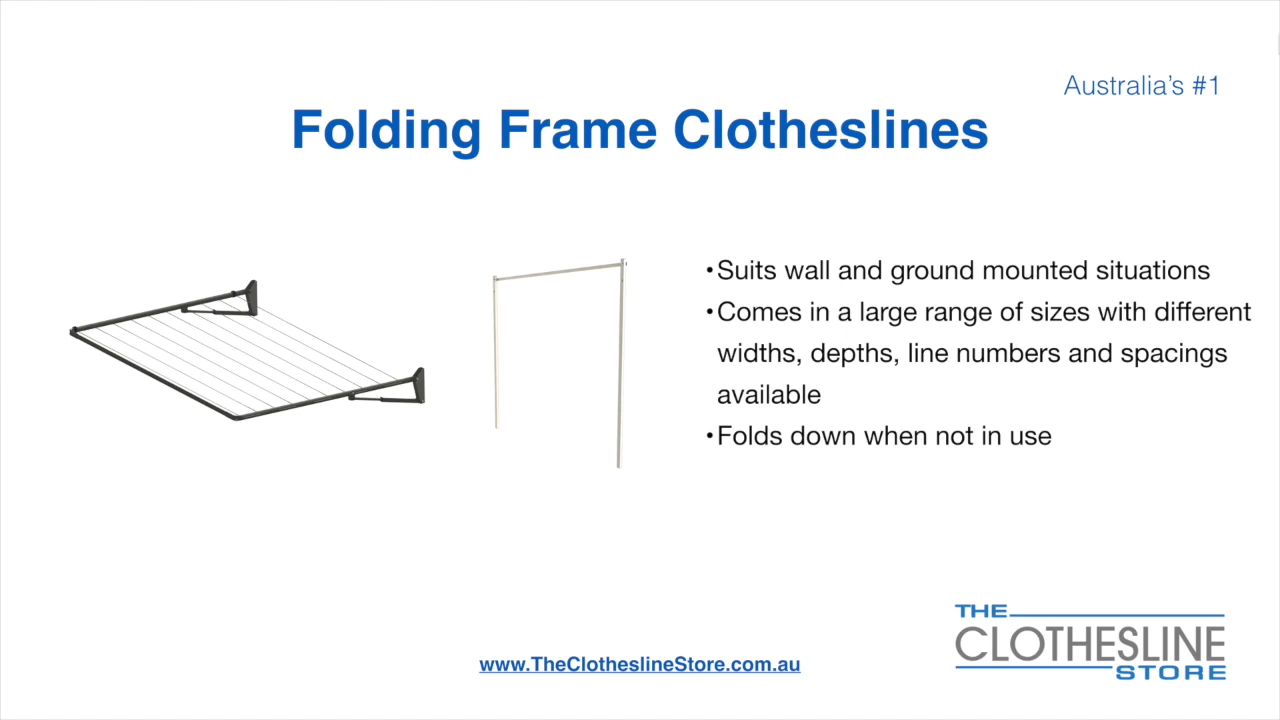 Australia's #1
Folding Frame Clotheslines
•Suits wall and ground mounted situations
•Comes in a large range of sizes with different
widths, depths, line numbers and spacings
available
•Folds down when not in use
THE
CLOTHESLINE
STORE
www.TheClotheslineStore.com.au